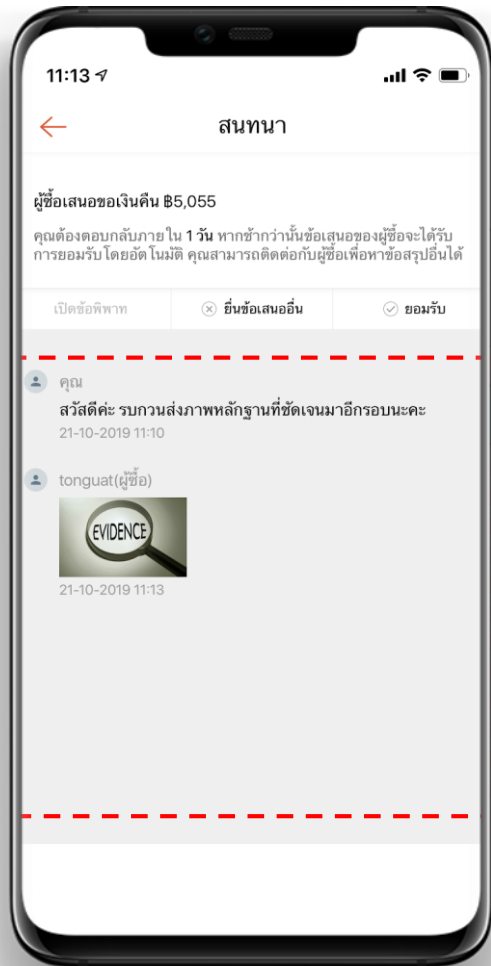 11:13
สนทนา
ผู้ซื้อเสนอขอเงินคืน ฿5,055
คุณต้องตอบกลับภายใน 1 วัน หากช้ากว่านั้นข้อเสนอของผู้ซื้อจะได้รับ
การยอมรับโดยอัตโนมัติ คุณสามารถติดต่อกับผู้ซื้อเพื่อหาข้อสรุปอื่นได้
เปิดข้อพิพาท ยื่นข้อเสนออื่น ยอมรับ
คุณ
สวัสดีค่ะ รบกวนส่งภาพหลักฐานที่ชัดเจนมาอีกรอบนะคะ
21-10-2019 11:10
tonguat(ผู้ซื้อ)
EVIDENCE
21-10-2019 11:13